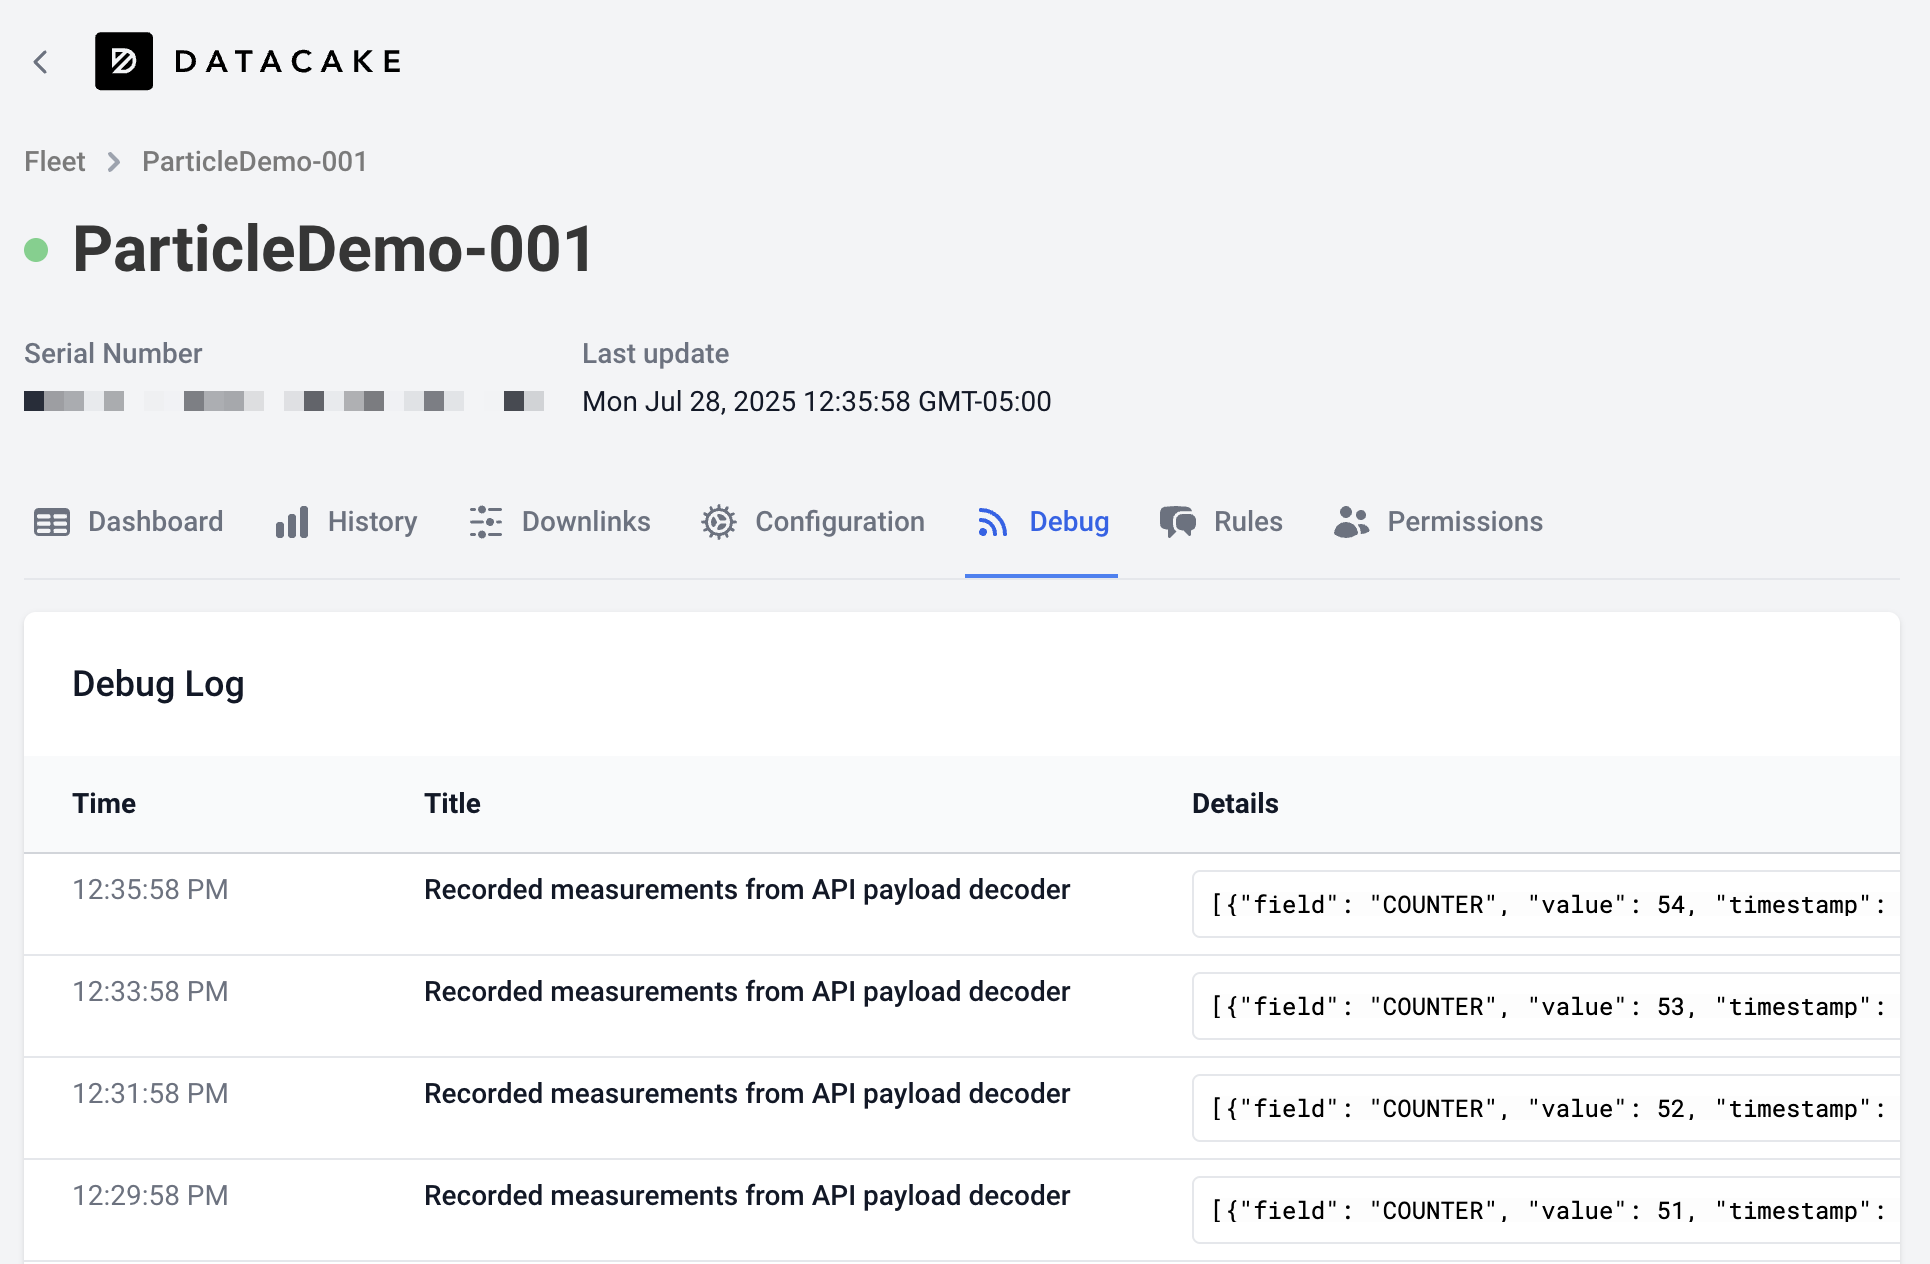 DATACAKE
Fleet > ParticleDemo-001
ParticleDemo-001
Serial Number Last update
Mon Jul 28, 2025 12:35:58 GMT-05:00
Dashboard History Downlinks Configuration Debug Rules Permissions
Debug Log
Time Title Details
12:35:58 PM Recorded measurements from API payload decoder [{"field": "COUNTER", "value": 54, "timestamp":
12:33:58 PM Recorded measurements from API payload decoder [{"field": "COUNTER", "value": 53, "timestamp":
12:31:58 PM Recorded measurements from API payload decoder [{"field": "COUNTER", "value": 52, "timestamp":
12:29:58 PM Recorded measurements from API payload decoder [{"field": "COUNTER", "value": 51, "timestamp":